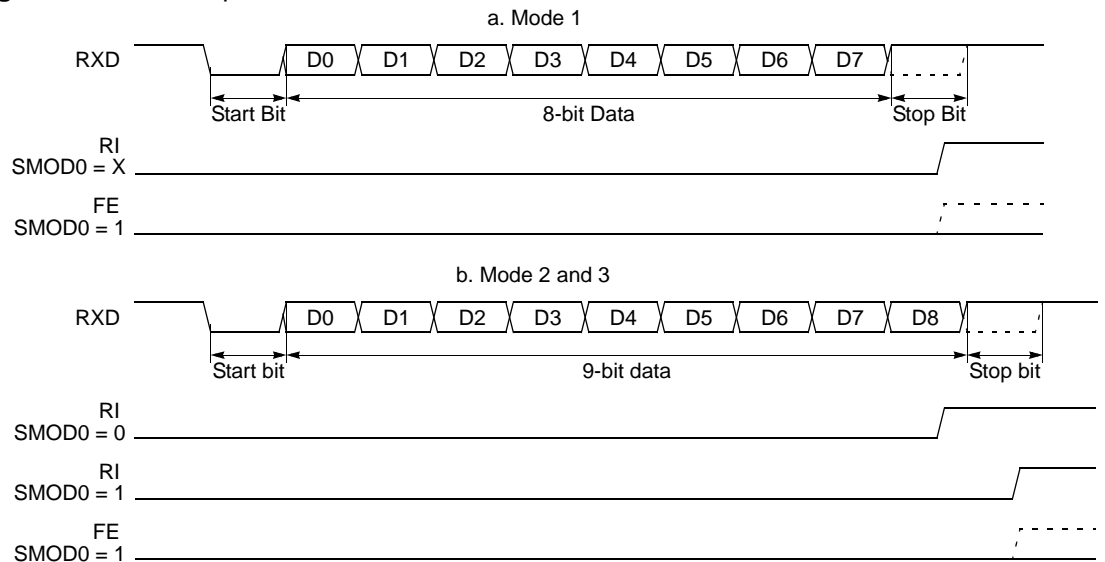 a. Mode 1
RXD D0 D1 D2 D3 D4 D5 D6 D7
Start Bit 8-bit Data Stop Bit
RI
SMOD0 = X
FE
SMOD0 = 1
b. Mode 2 and 3
RXD D0 D1 D2 D3 D4 D5 D6 D7 D8
Start bit 9-bit data Stop bit
RI
SMOD0 = 0
RI
SMOD0 = 1
FE
SMOD0 = 1